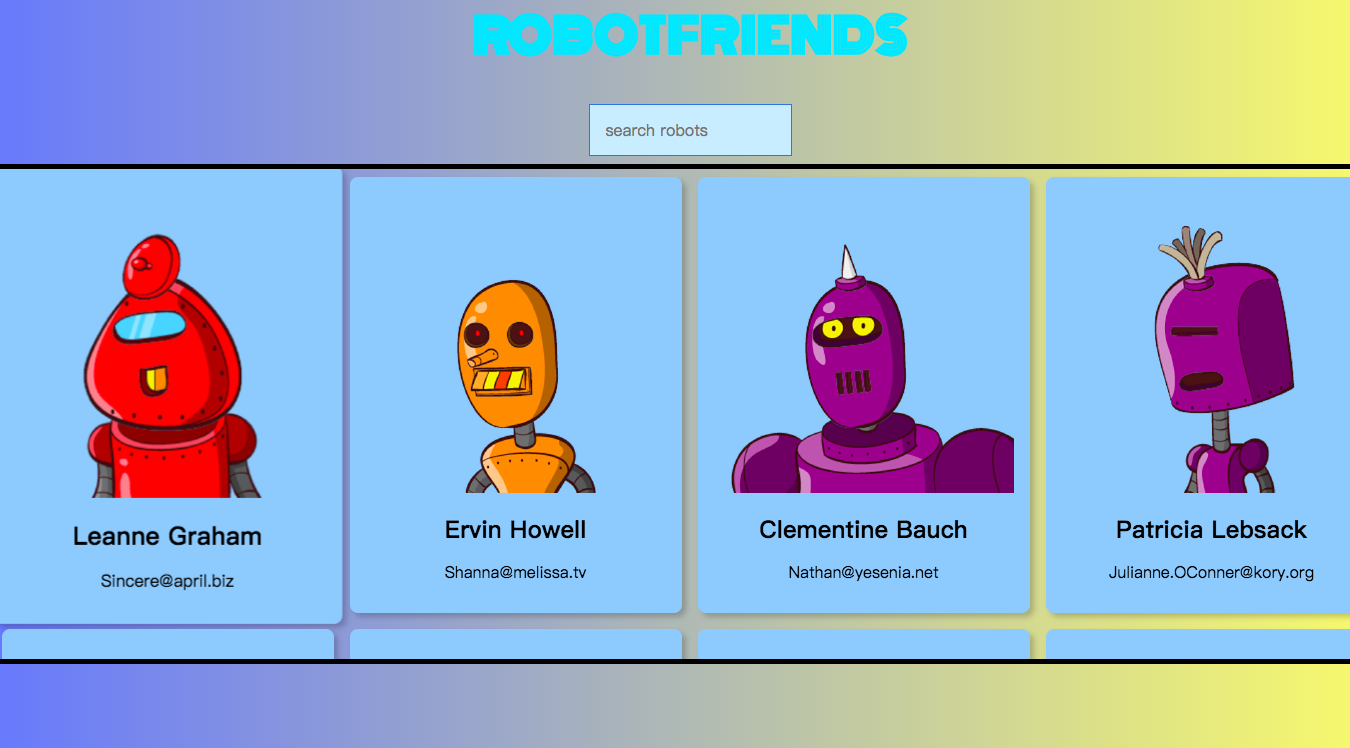 ROBOTFRIENDS
search robots
Leanne Graham
Sincere@april.biz
Ervin Howell
Shanna@melissa.tv
Clementine Bauch
Nathan@yesenia.net
Patricia Lebsack
Julianne.OConner@kory.org